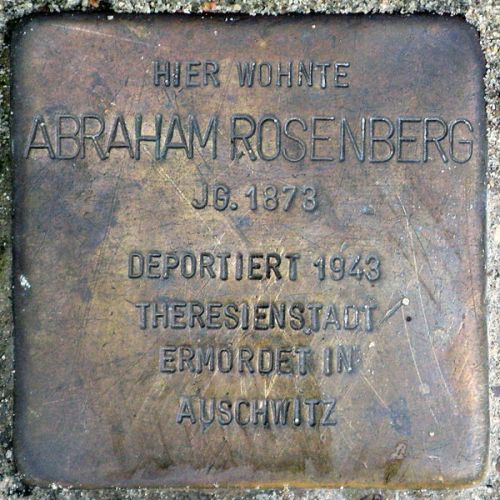 HIER WOHNTE
ABRAHAM ROSENBERG
JG. 1873
DEPORTIERT 1943
THERESIENSTADT
ERMORDET IN
AUSCHWITZ